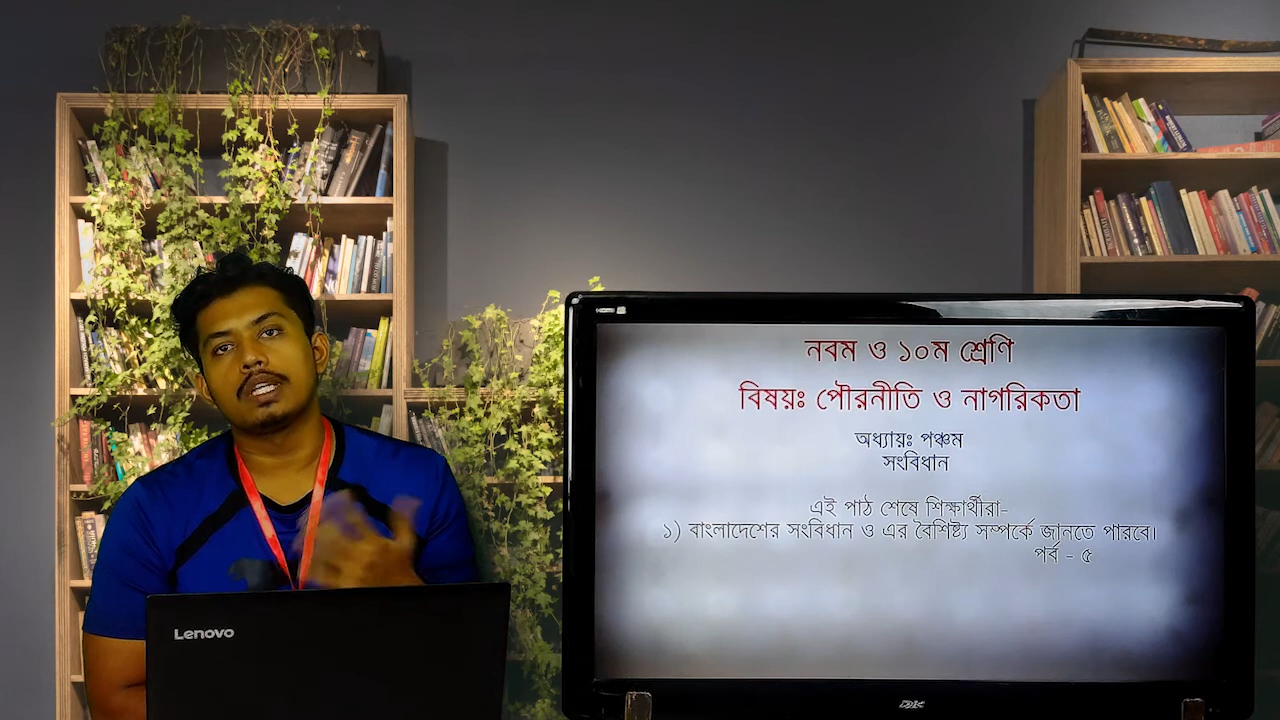 নবম ও ১০ম শ্রেণি
বিষয়ঃ পৌরনীতি ও নাগরিকতা
অধ্যায়ঃ পঞ্চম
সংবিধান
এই পাঠ শেষে শিক্ষার্থীরা-
১) বাংলাদেশের সংবিধান ও এর বৈশিষ্ট্য সম্পর্কে জানতে পারবে।
পর্ব - ৫
Lenovo